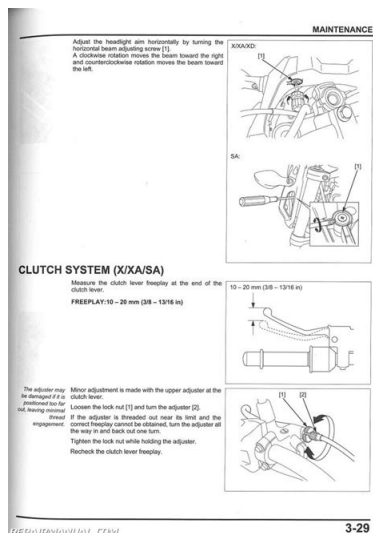 MAINTENANCE
Adjust the headlight aim horizontally by turning the
horizontal beam adjusting screw [1].
A clockwise rotation moves the beam toward the right
and counterclockwise rotation moves the beam toward
the left.
X/XA/XD:
[1]
SA:
[1]
CLUTCH SYSTEM (X/XA/SA)
Measure the clutch lever freeplay at the end of the
clutch lever.
FREEPLAY:10 – 20 mm (3/8 – 13/16 in)
10 – 20 mm (3/8 – 13/16 in)
The adjuster may
be damaged if it is
positioned too far
out, leaving minimal
thread
engagement.
Minor adjustment is made with the upper adjuster at the
clutch lever.
Loosen the lock nut [1] and turn the adjuster [2].
If the adjuster is threaded out near its limit and the
correct freeplay cannot be obtained, turn the adjuster all
the way in and back out one turn.
Tighten the lock nut while holding the adjuster.
Recheck the clutch lever freeplay.
[1] [2]
3-29
REPAIRMANUAL.COM